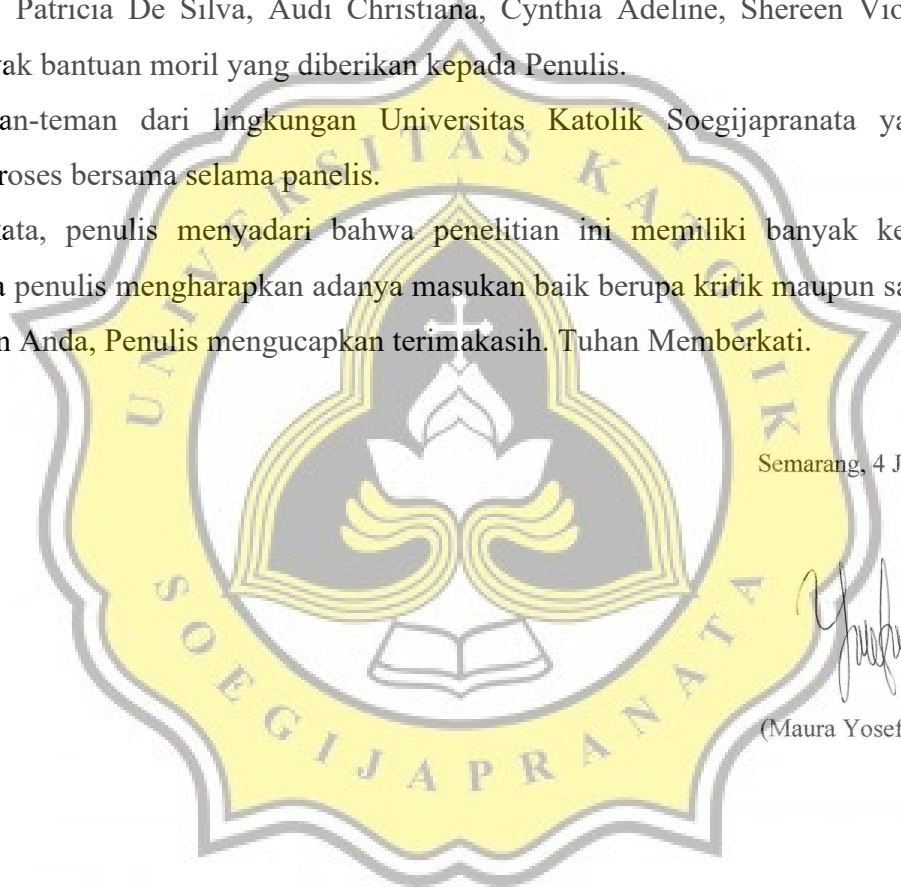 Patricia De Silva, Audi Christiana, Cynthia Adeline, Shereen Vio
yak bantuan moril yang diberikan kepada Penulis.
an-teman dari lingkungan Universitas Katolik Soegijapranata ya
roses bersama selama panelis.
ata, penulis menyadari bahwa penelitian ini memiliki banyak ke
a penulis mengharapkan adanya masukan baik berupa kritik maupun sa
n Anda, Penulis mengucapkan terimakasih. Tuhan Memberkati.
UNIVERSITAS KATOLIK
Semarang, 4 J
SOEGIJAPRANATA
(Maura Yosef